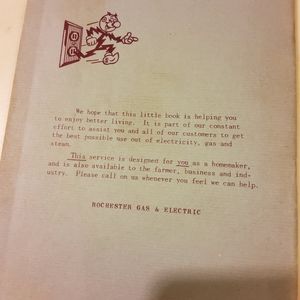 We hope that this little book is helping you
to enjoy better living. It is part of our constant
effort to assist you and all of our customers to get
the best possible use out of electricity, gas and
steam.
This service is designed for you as a homemaker,
and is also available to the farmer, business and ind-
ustry. Please call on us whenever you feel we can help.
ROCHESTER GAS & ELECTRIC